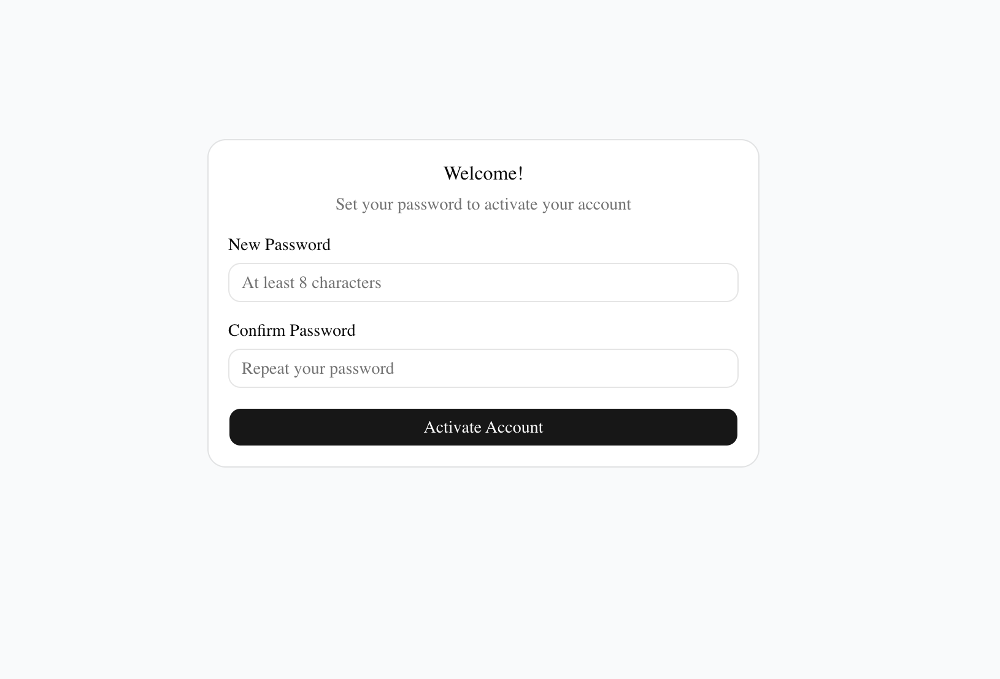 Welcome!
Set your password to activate your account
New Password
At least 8 characters
Confirm Password
Repeat your password
Activate Account